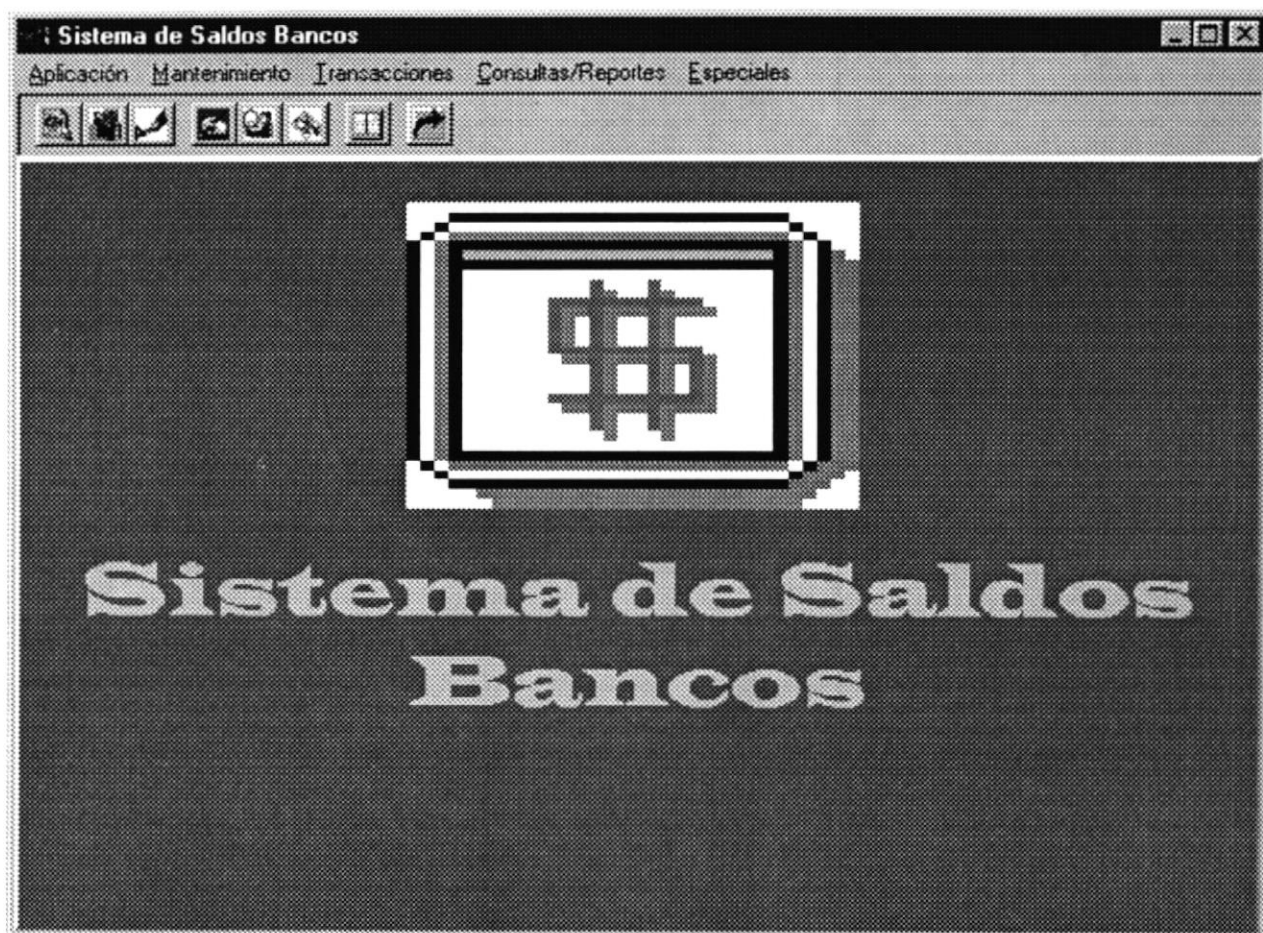 Sistema de Saldos Bancos
Aplicación Mantenimiento Transacciones Consultas/Reportes Especiales
Sistema de Saldos
Bancos